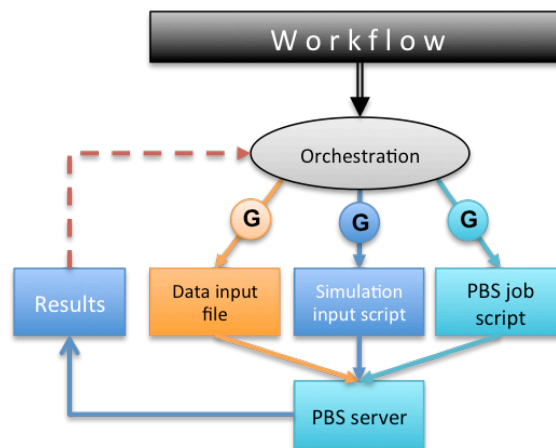 Workflow
Orchestration
G
G
G
Results
Data input
file
Simulation
input script
PBS job
script
PBS server